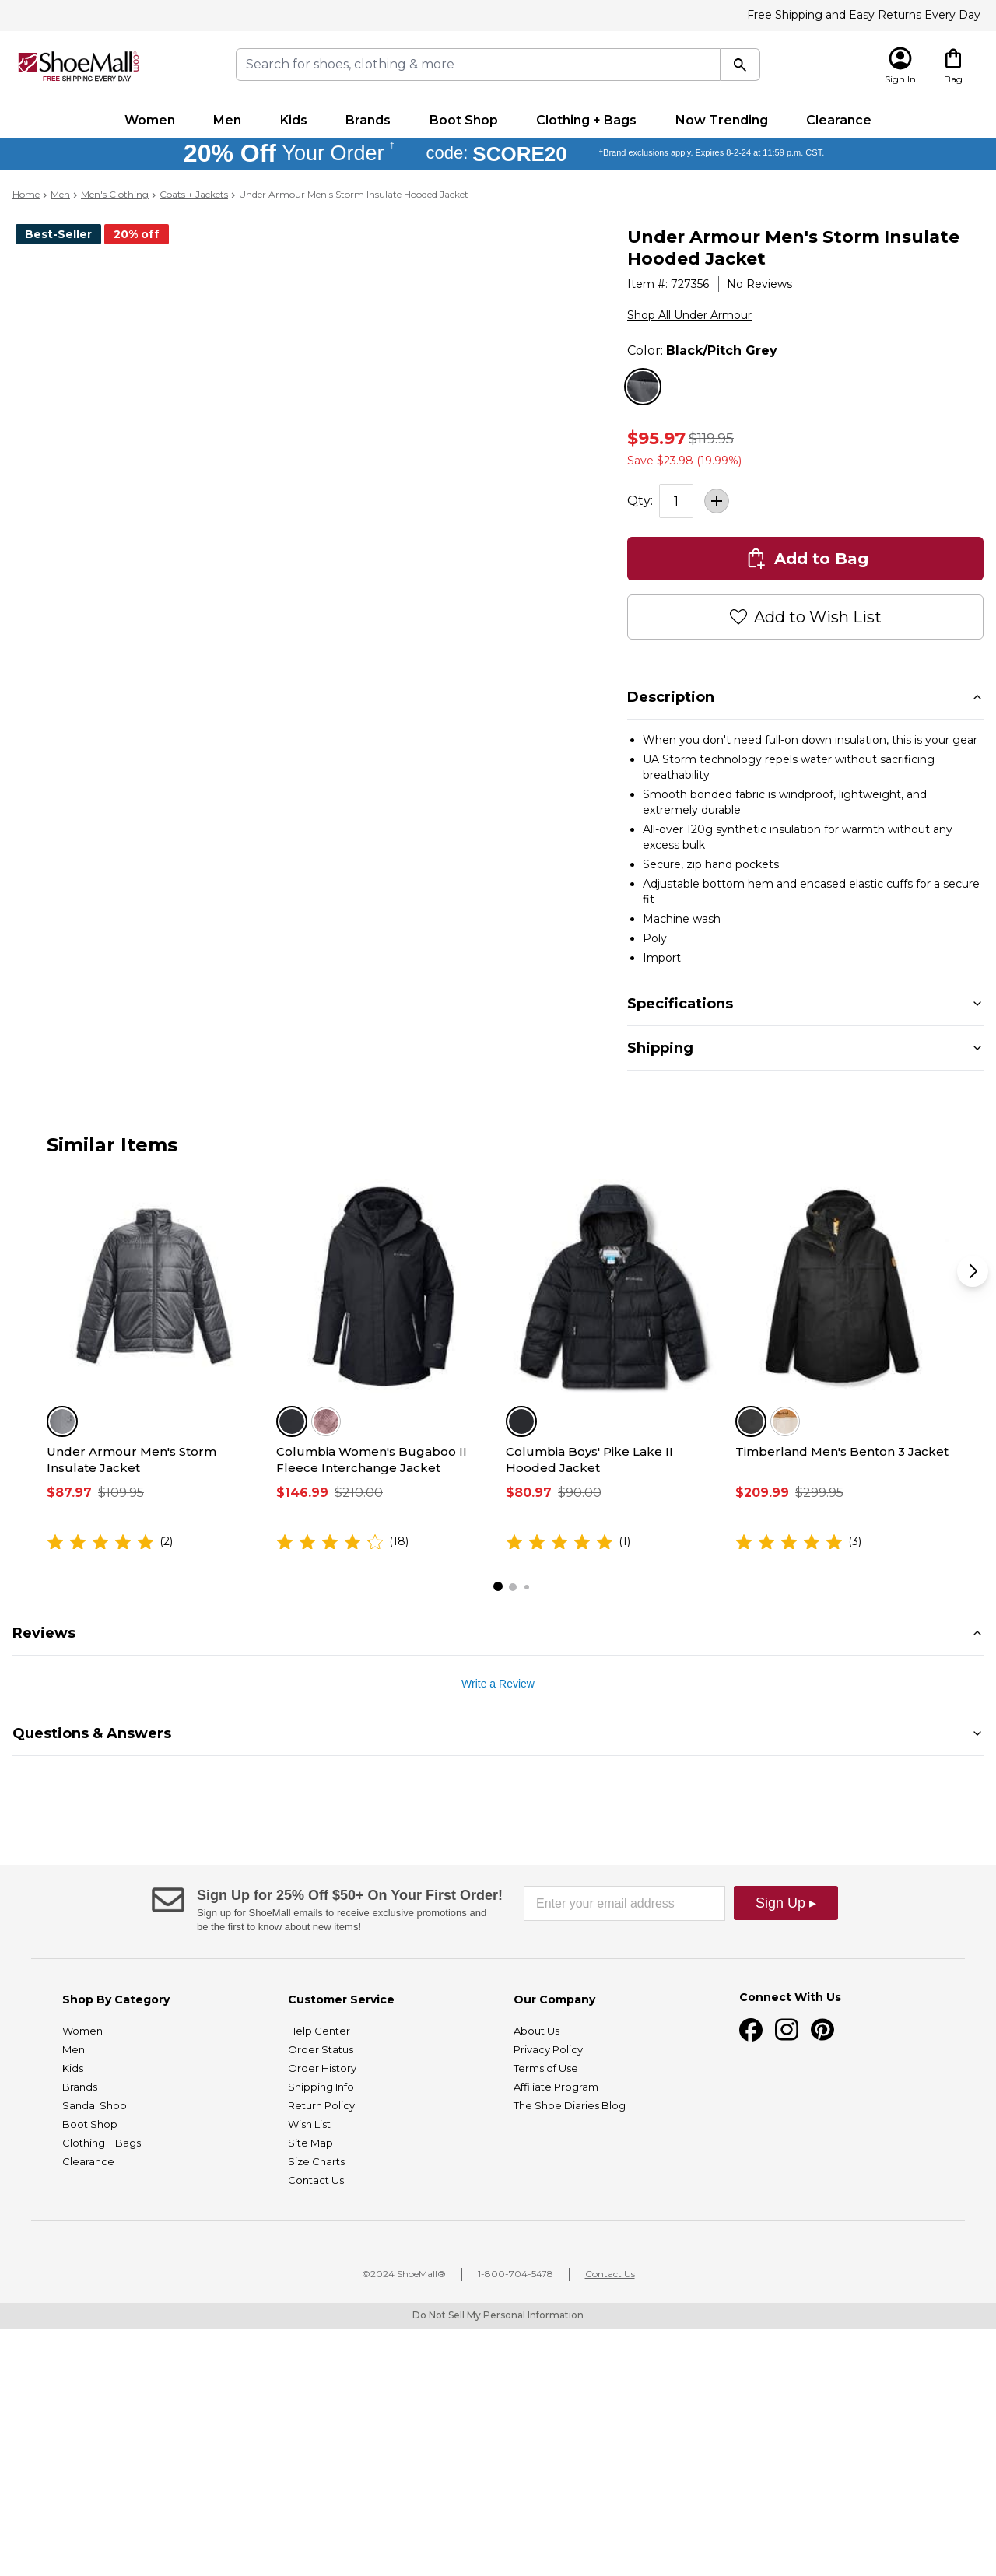 Free Shipping and Easy Returns Every Day
ShoeMall.com
FREE SHIPPING EVERY DAY
Search for shoes, clothing & more
Sign In
Bag
Women Men Kids Brands Boot Shop Clothing + Bags Now Trending Clearance
20% Off Your Order † code: SCORE20 †Brand exclusions apply. Expires 8-2-24 at 11:59 p.m. CST.
Home › Men › Men's Clothing › Coats + Jackets › Under Armour Men's Storm Insulate Hooded Jacket
Best-Seller 20% off
Under Armour Men's Storm Insulate
Hooded Jacket
Item #: 727356 No Reviews
Shop All Under Armour
Color: Black/Pitch Grey
$95.97 $119.95
Save $23.98 (19.99%)
Qty: 1 +
Add to Bag
Add to Wish List
Description
• When you don't need full-on down insulation, this is your gear
• UA Storm technology repels water without sacrificing
breathability
• Smooth bonded fabric is windproof, lightweight, and
extremely durable
• All-over 120g synthetic insulation for warmth without any
excess bulk
• Secure, zip hand pockets
• Adjustable bottom hem and encased elastic cuffs for a secure
fit
• Machine wash
• Poly
• Import
Specifications
Shipping
Similar Items
Under Armour Men's Storm
Insulate Jacket
$87.97 $109.95
(2)
Columbia Women's Bugaboo II
Fleece Interchange Jacket
$146.99 $210.00
(18)
Columbia Boys' Pike Lake II
Hooded Jacket
$80.97 $90.00
(1)
Timberland Men's Benton 3 Jacket
$209.99 $299.95
(3)
Reviews
Write a Review
Questions & Answers
Sign Up for 25% Off $50+ On Your First Order!
Sign up for ShoeMall emails to receive exclusive promotions and
be the first to know about new items!
Enter your email address
Sign Up ▸
Shop By Category
Women
Men
Kids
Brands
Sandal Shop
Boot Shop
Clothing + Bags
Clearance
Customer Service
Help Center
Order Status
Order History
Shipping Info
Return Policy
Wish List
Site Map
Size Charts
Contact Us
Our Company
About Us
Privacy Policy
Terms of Use
Affiliate Program
The Shoe Diaries Blog
Connect With Us
©2024 ShoeMall® 1-800-704-5478 Contact Us
Do Not Sell My Personal Information